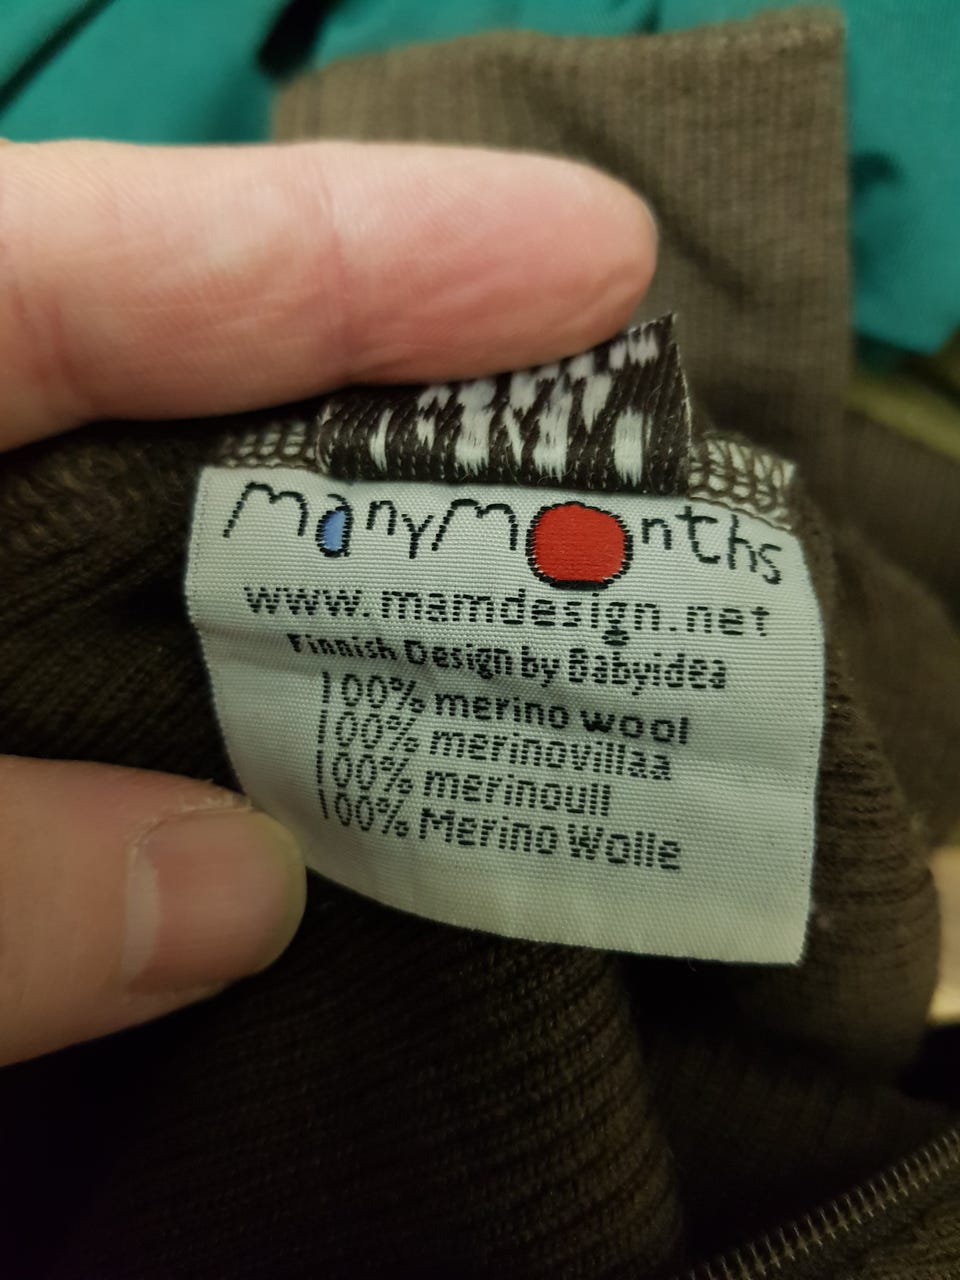 manyMonths
www.mamdesign.net
Finnish Design by Babyidea
100% merino wool
100% merinovillaa
100% merinoull
100% Merino Wolle